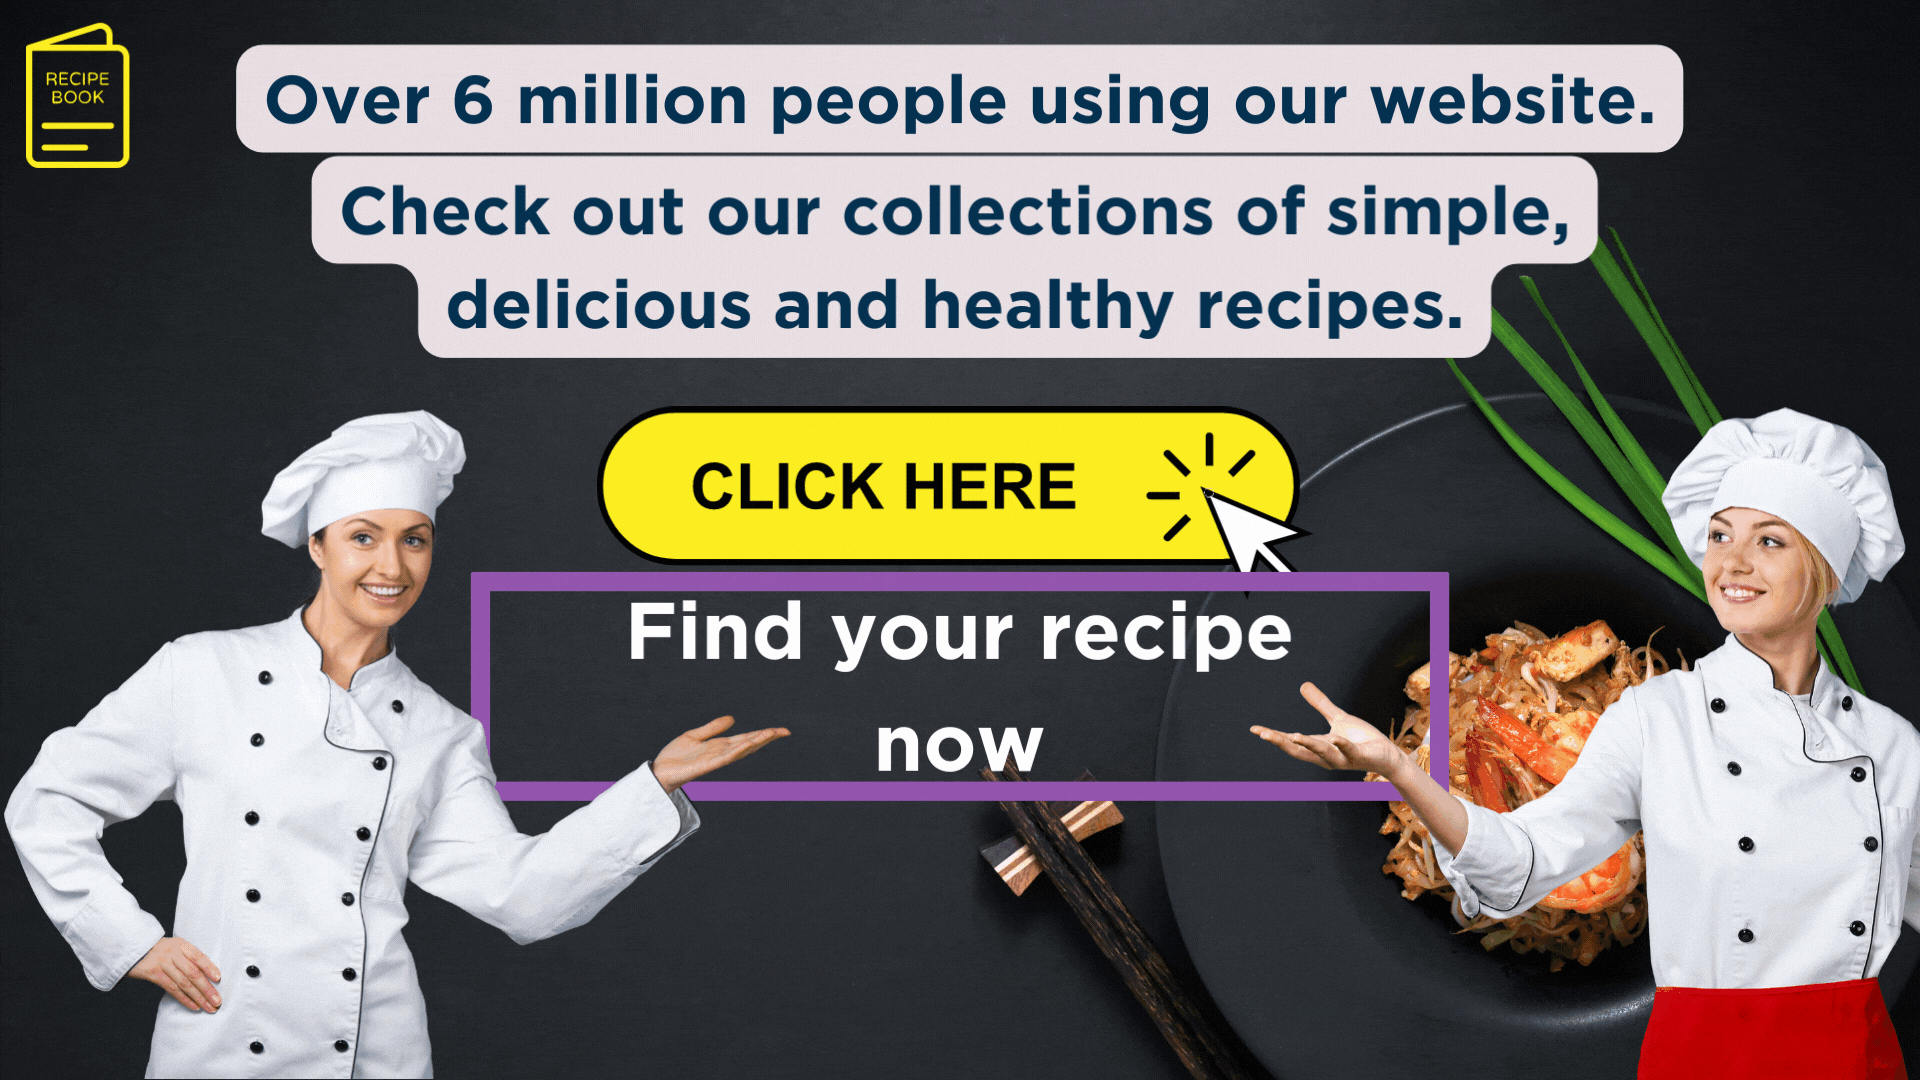 RECIPE
BOOK
Over 6 million people using our website.
Check out our collections of simple,
delicious and healthy recipes.
CLICK HERE
Find your recipe
now